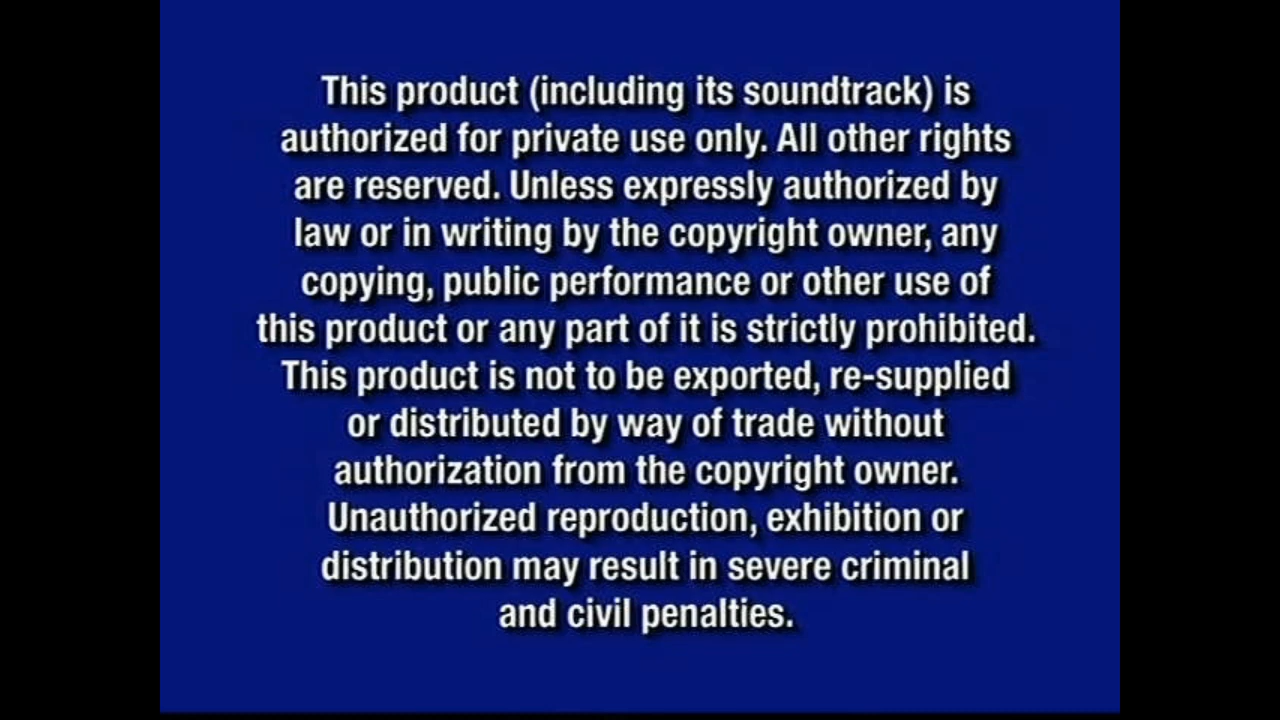 This product (including its soundtrack) is
authorized for private use only. All other rights
are reserved. Unless expressly authorized by
law or in writing by the copyright owner, any
copying, public performance or other use of
this product or any part of it is strictly prohibited.
This product is not to be exported, re-supplied
or distributed by way of trade without
authorization from the copyright owner.
Unauthorized reproduction, exhibition or
distribution may result in severe criminal
and civil penalties.